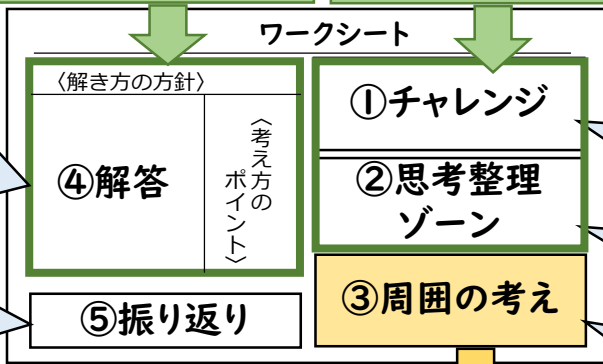 ワークシート
〈解き方の方針〉
④解答
〈考え方の
ポイント〉
⑤振り返り
①チャレンジ
②思考整理
ゾーン
③周囲の考え